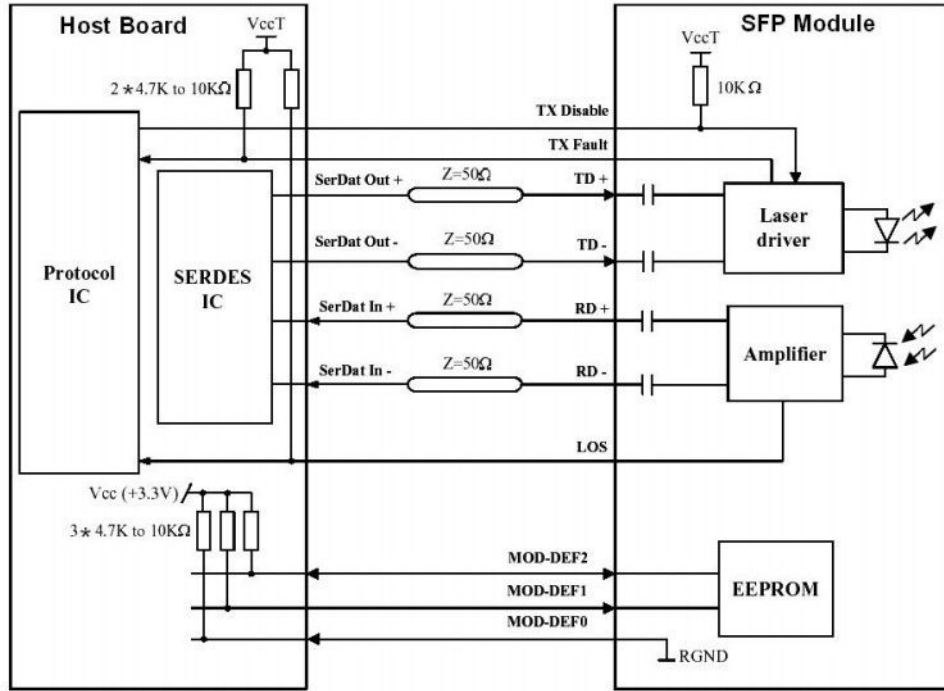 Host Board
SFP Module
VccT
VccT
2*4.7K to 10KΩ
10KΩ
TX Disable
TX Fault
SerDat Out +
Z=50Ω
TD +
SerDat Out -
Z=50Ω
TD -
Laser
driver
Protocol
IC
SERDES
IC
SerDat In +
Z=50Ω
RD +
SerDat In -
Z=50Ω
RD -
Amplifier
LOS
Vcc (+3.3V)
3*4.7K to 10KΩ
MOD-DEF2
MOD-DEF1
MOD-DEF0
EEPROM
RGND